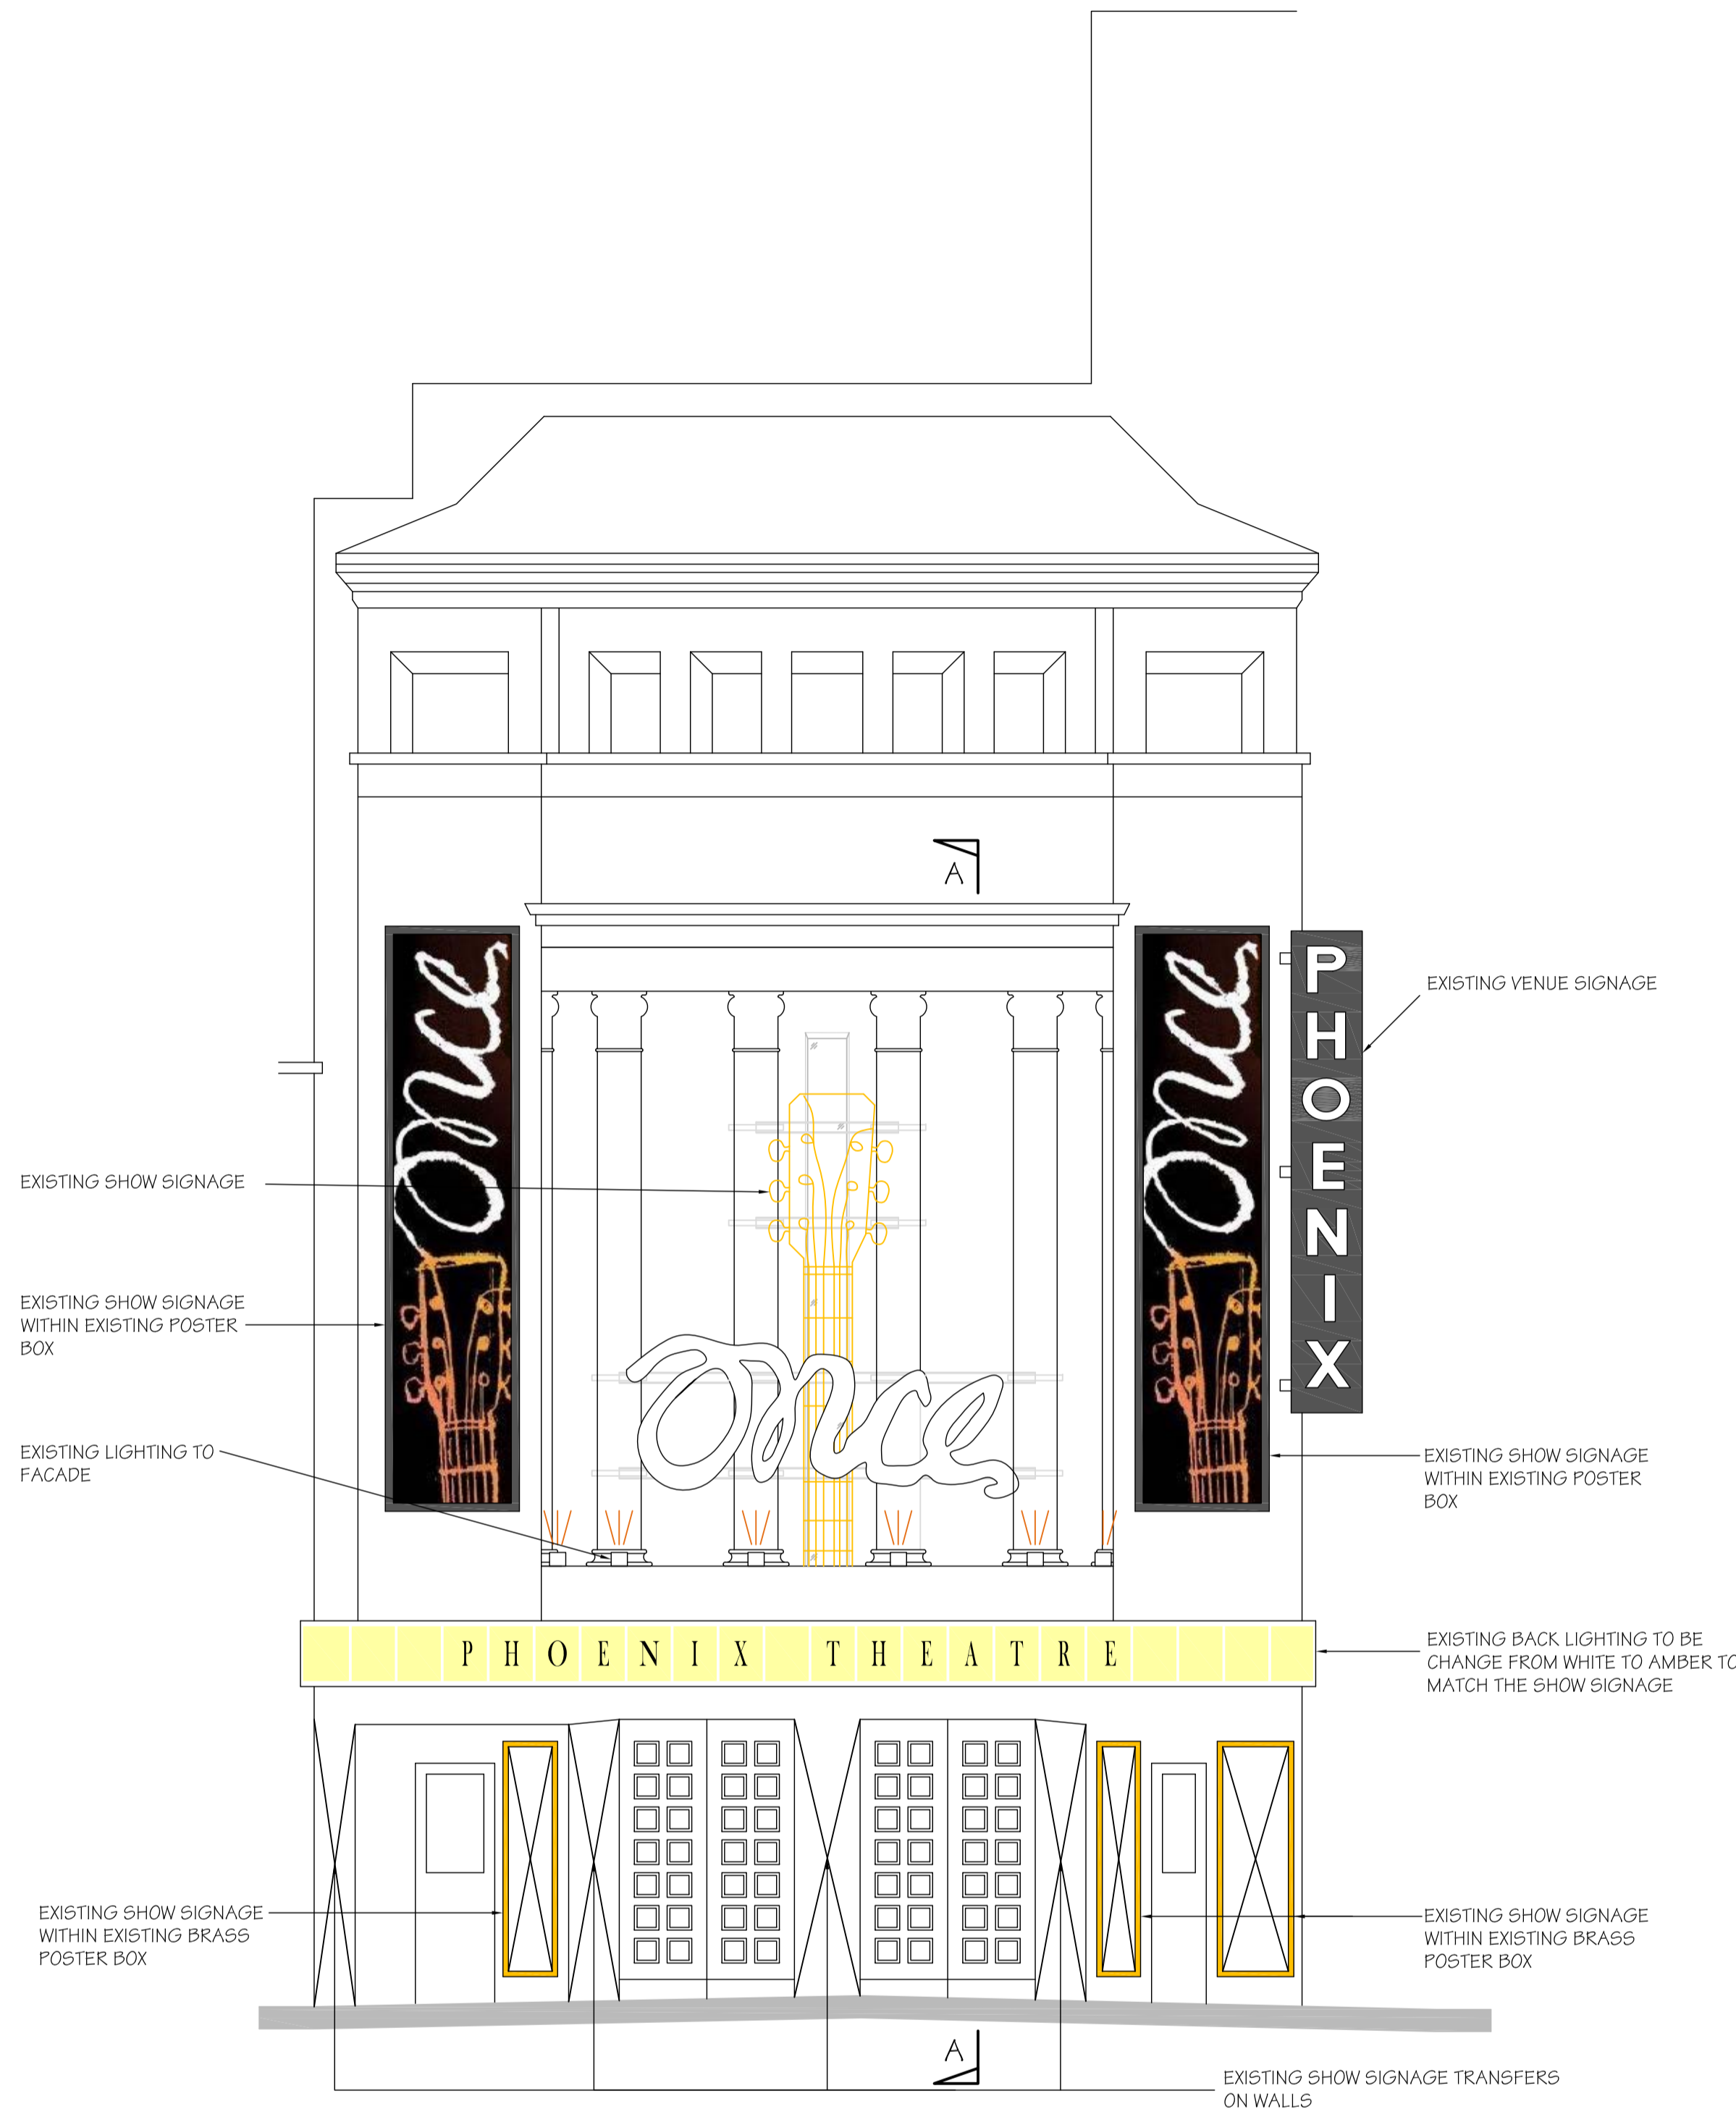 A
once
once
PHOENIX
EXISTING VENUE SIGNAGE
EXISTING SHOW SIGNAGE
EXISTING SHOW SIGNAGE
WITHIN EXISTING POSTER
BOX
once
EXISTING LIGHTING TO
FACADE
EXISTING SHOW SIGNAGE
WITHIN EXISTING POSTER
BOX
PHOENIX THEATRE
EXISTING BACK LIGHTING TO BE
CHANGE FROM WHITE TO AMBER TO
MATCH THE SHOW SIGNAGE
EXISTING SHOW SIGNAGE
WITHIN EXISTING BRASS
POSTER BOX
EXISTING SHOW SIGNAGE
WITHIN EXISTING BRASS
POSTER BOX
A
EXISTING SHOW SIGNAGE TRANSFERS
ON WALLS